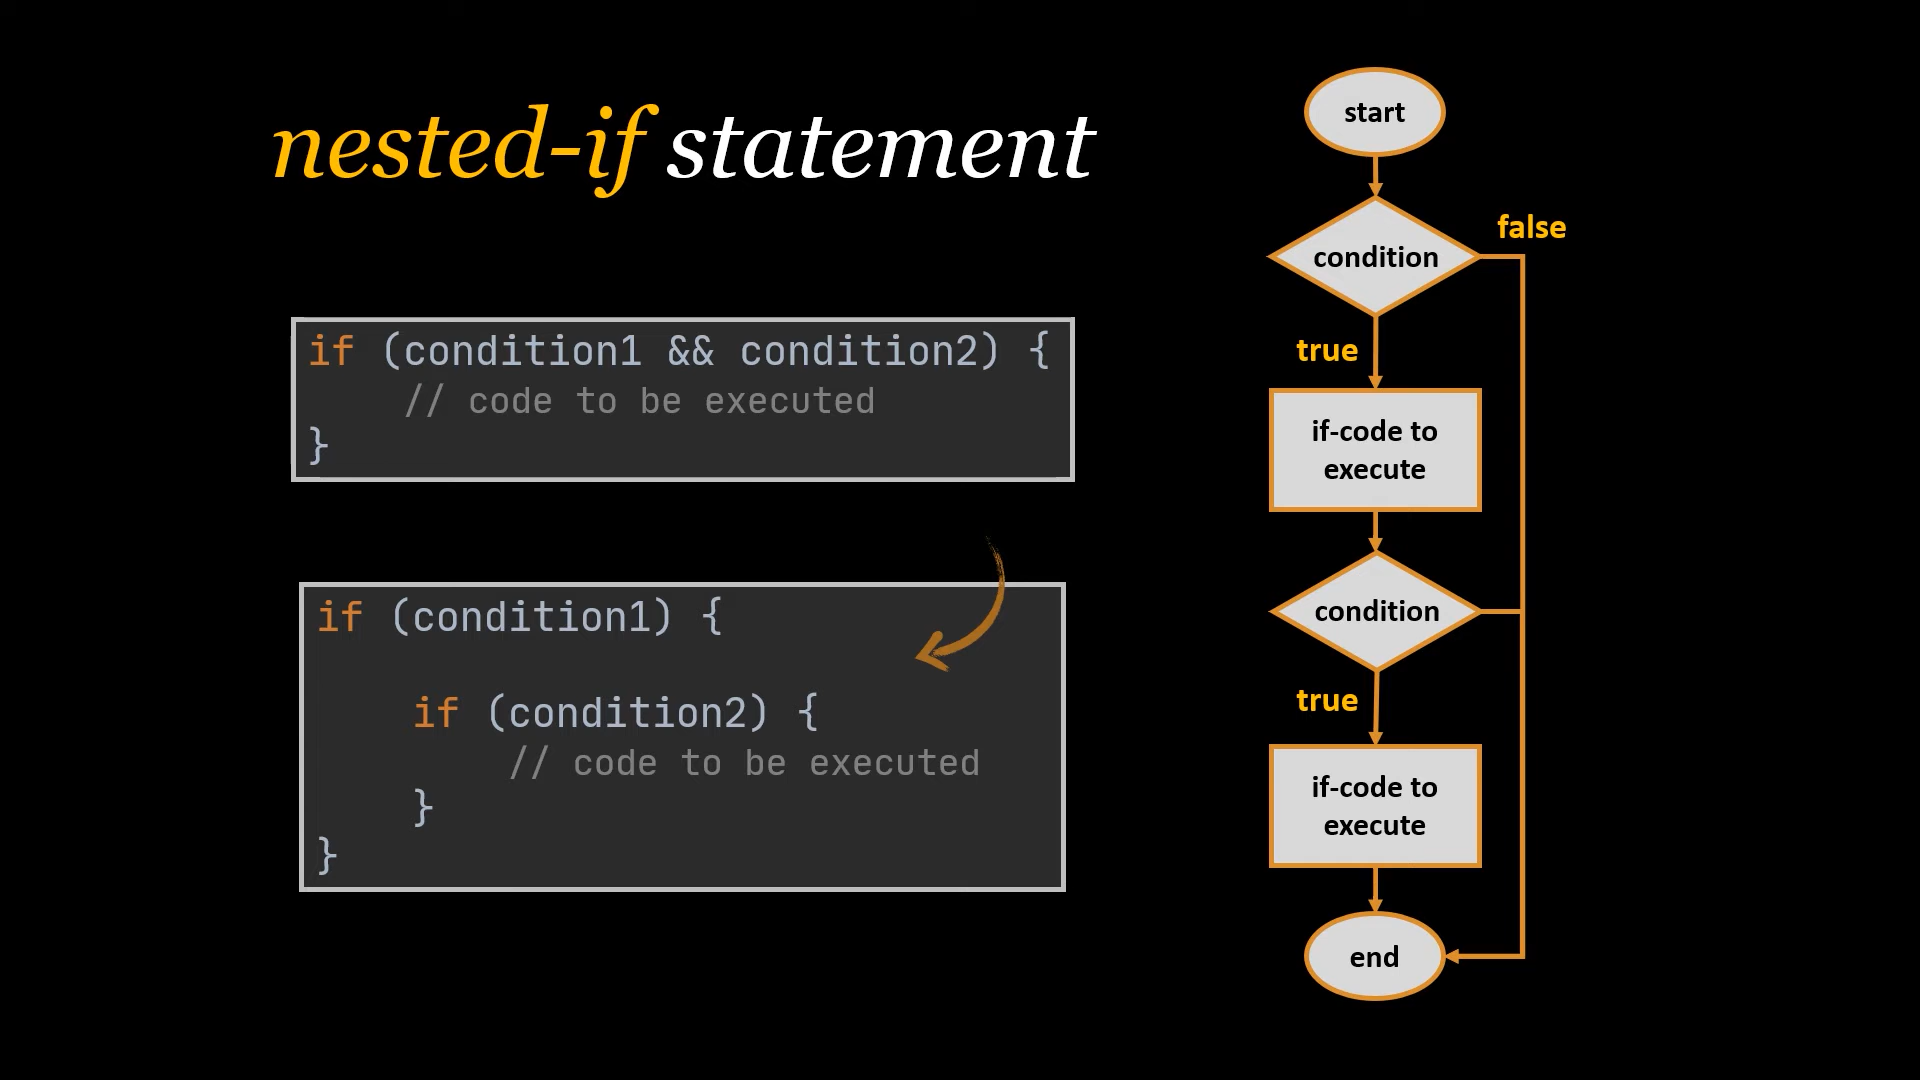 nested-if statement
if (condition1 && condition2) {
// code to be executed
}
if (condition1) {
if (condition2) {
// code to be executed
}
}
start
condition
false
true
if-code to
execute
condition
true
if-code to
execute
end